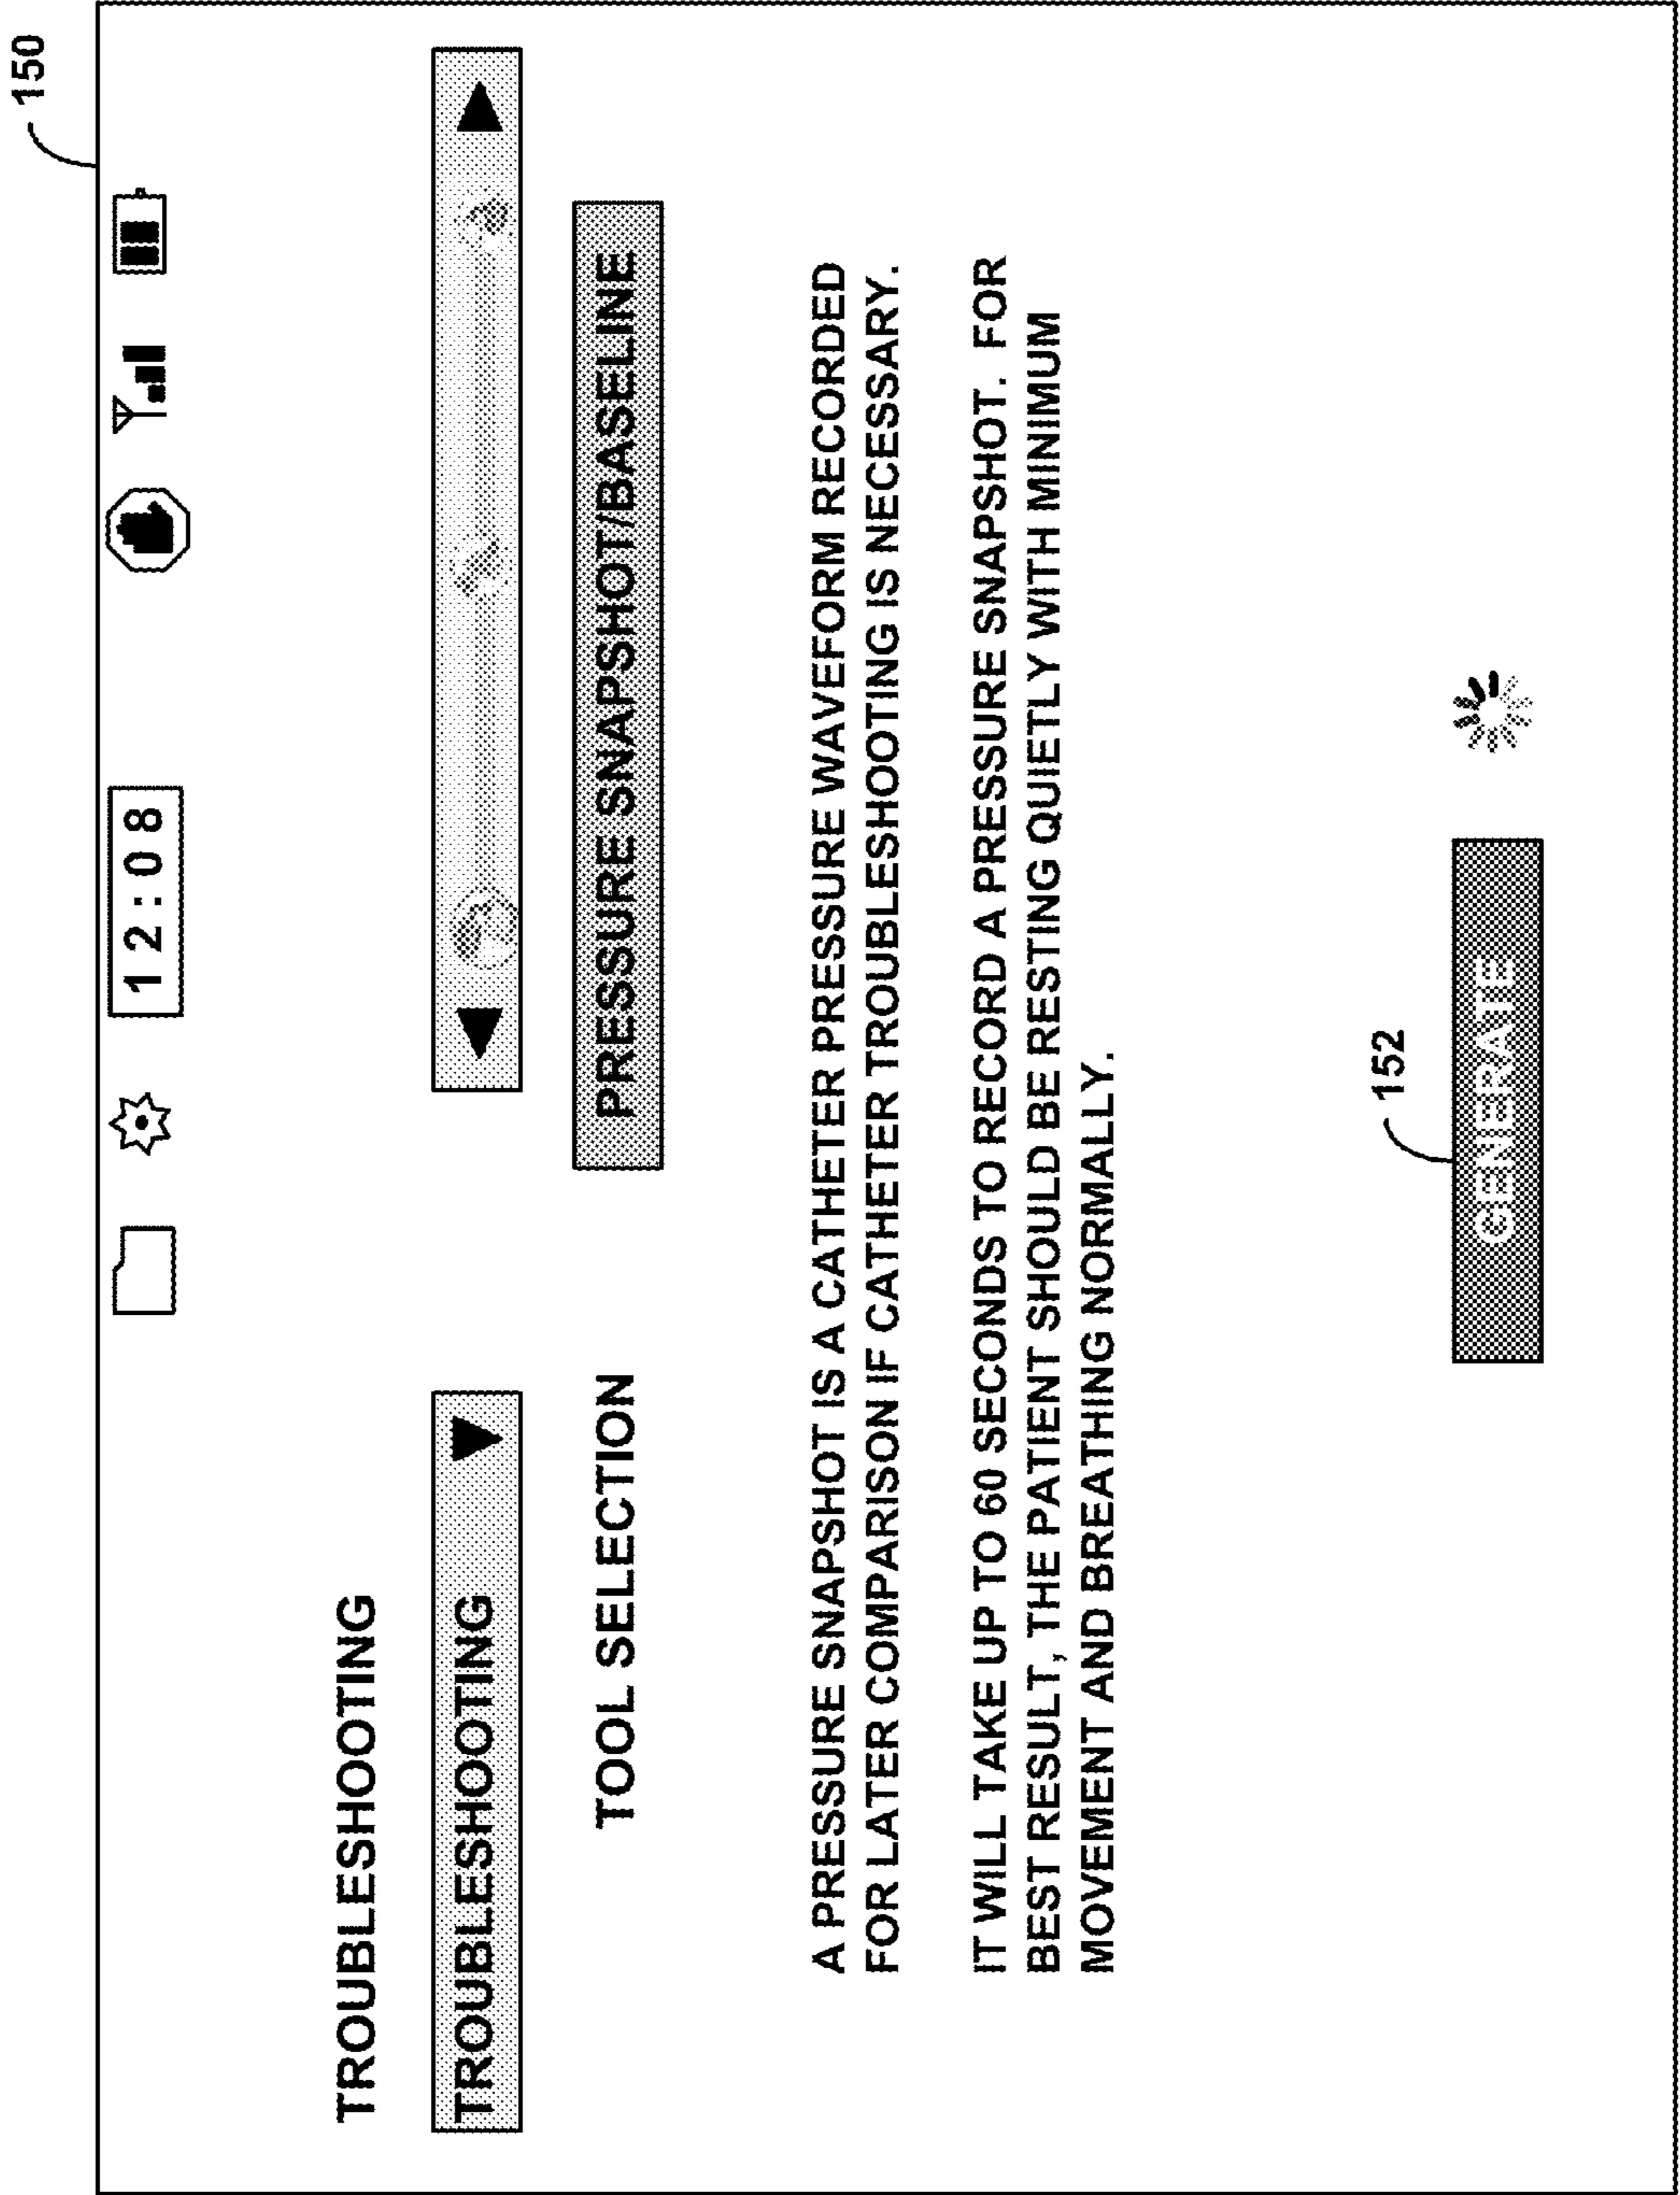 150
12:08
TROUBLESHOOTING
TROUBLESHOOTING
TOOL SELECTION
PRESSURE SNAPSHOT/BASELINE
A PRESSURE SNAPSHOT IS A CATHETER PRESSURE WAVEFORM RECORDED
FOR LATER COMPARISON IF CATHETER TROUBLESHOOTING IS NECESSARY.
IT WILL TAKE UP TO 60 SECONDS TO RECORD A PRESSURE SNAPSHOT. FOR
BEST RESULT, THE PATIENT SHOULD BE RESTING QUIETLY WITH MINIMUM
MOVEMENT AND BREATHING NORMALLY.
152
GENERATE